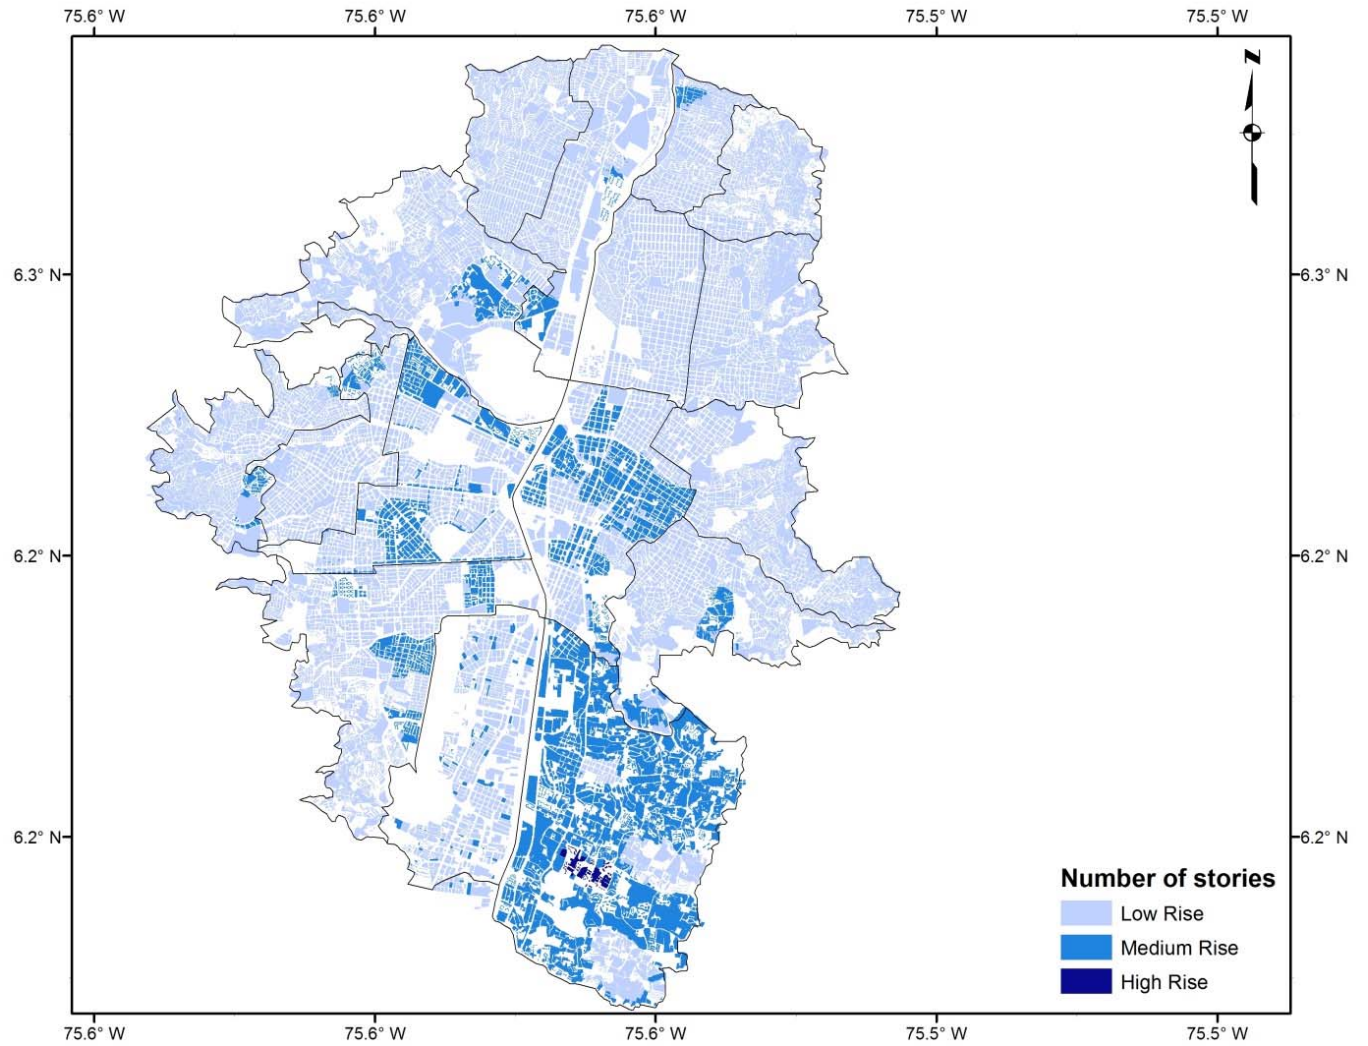 75.6° W 75.6° W 75.6° W 75.5° W 75.5° W
N
6.3° N 6.3° N
6.2° N 6.2° N
6.2° N 6.2° N
Number of stories
Low Rise
Medium Rise
High Rise
75.6° W 75.6° W 75.6° W 75.5° W 75.5° W